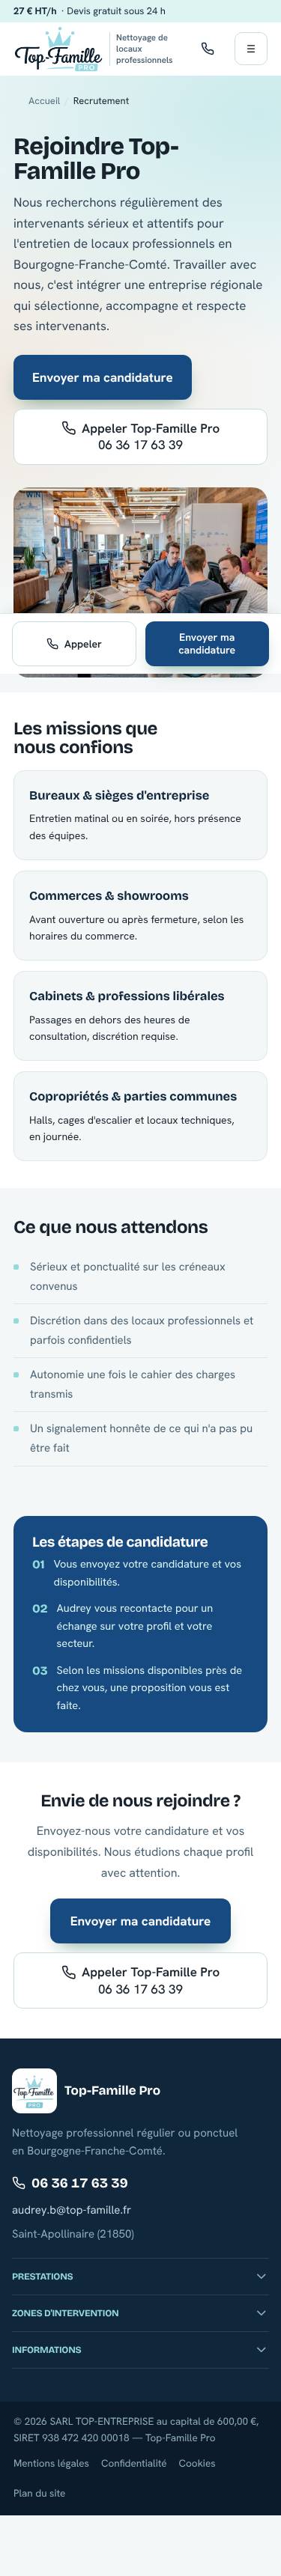 27 € HT/h · Devis gratuit sous 24 h
Top-Famille
PRO
Nettoyage de
locaux
professionnels
Accueil / Recrutement
Rejoindre Top-
Famille Pro
Nous recherchons régulièrement des
intervenants sérieux et attentifs pour
l'entretien de locaux professionnels en
Bourgogne-Franche-Comté. Travailler avec
nous, c'est intégrer une entreprise régionale
qui sélectionne, accompagne et respecte
ses intervenants.
Envoyer ma candidature
Appeler Top-Famille Pro
06 36 17 63 39
WIN
Appeler
Envoyer ma
candidature
Les missions que
nous confions
Bureaux & sièges d'entreprise
Entretien matinal ou en soirée, hors présence
des équipes.
Commerces & showrooms
Avant ouverture ou après fermeture, selon les
horaires du commerce.
Cabinets & professions libérales
Passages en dehors des heures de
consultation, discrétion requise.
Copropriétés & parties communes
Halls, cages d'escalier et locaux techniques,
en journée.
Ce que nous attendons
Sérieux et ponctualité sur les créneaux
convenus
Discrétion dans des locaux professionnels et
parfois confidentiels
Autonomie une fois le cahier des charges
transmis
Un signalement honnête de ce qui n'a pas pu
être fait
Les étapes de candidature
01 Vous envoyez votre candidature et vos
disponibilités.
02 Audrey vous recontacte pour un
échange sur votre profil et votre
secteur.
03 Selon les missions disponibles près de
chez vous, une proposition vous est
faite.
Envie de nous rejoindre ?
Envoyez-nous votre candidature et vos
disponibilités. Nous étudions chaque profil
avec attention.
Envoyer ma candidature
Appeler Top-Famille Pro
06 36 17 63 39
Top-Famille
PRO
Top-Famille Pro
Nettoyage professionnel régulier ou ponctuel
en Bourgogne-Franche-Comté.
06 36 17 63 39
audrey.b@top-famille.fr
Saint-Apollinaire (21850)
PRESTATIONS
ZONES D'INTERVENTION
INFORMATIONS
© 2026 SARL TOP-ENTREPRISE au capital de 600,00 €,
SIRET 938 472 420 00018 — Top-Famille Pro
Mentions légales Confidentialité Cookies
Plan du site